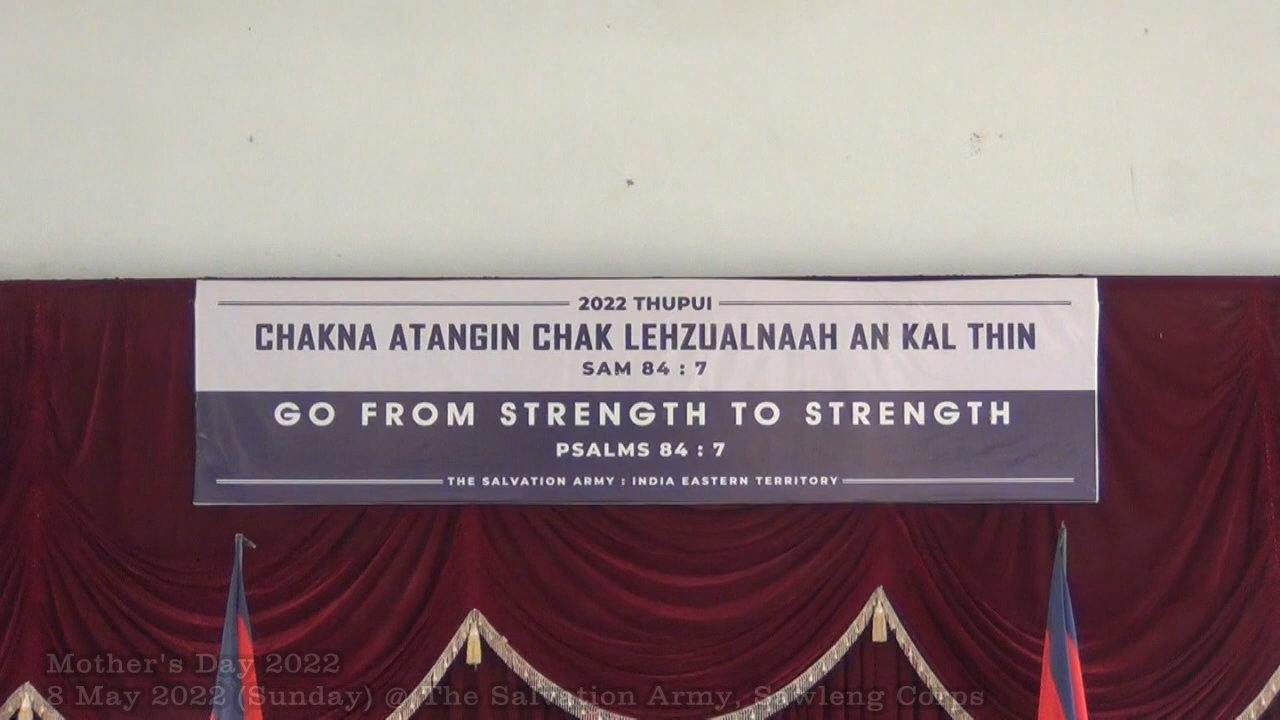 2022 THUPUI
CHAKNA ATANGIN CHAK LEHZUALNAAH AN KAL THIN
SAM 84 : 7
GO FROM STRENGTH TO STRENGTH
PSALMS 84 : 7
THE SALVATION ARMY : INDIA EASTERN TERRITORY
Mother's Day 2022
8 May 2022 (Sunday) @ The Salvation Army, Sawleng Corps